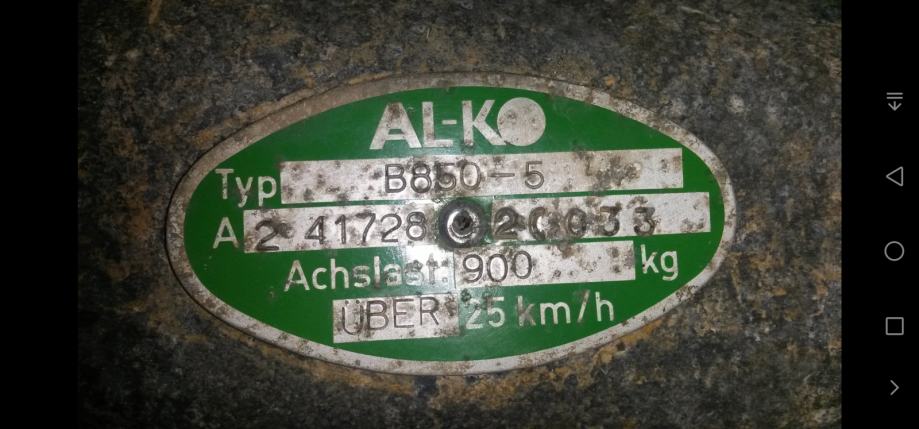 AL-KO
Typ B850-5
A 2 41728 20033
Achslast: 900 kg
ÜBER 25 km/h